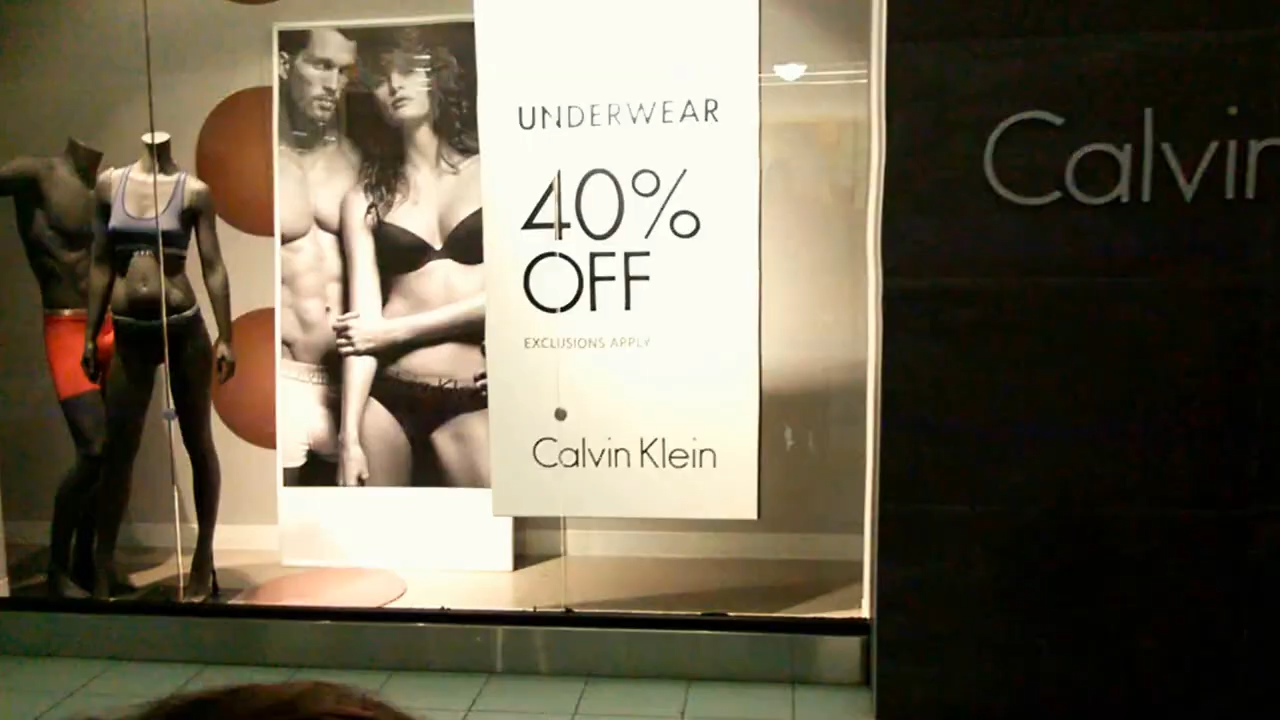 UNDERWEAR
40%
OFF
EXCLUSIONS APPLY
Calvin Klein
Calvin